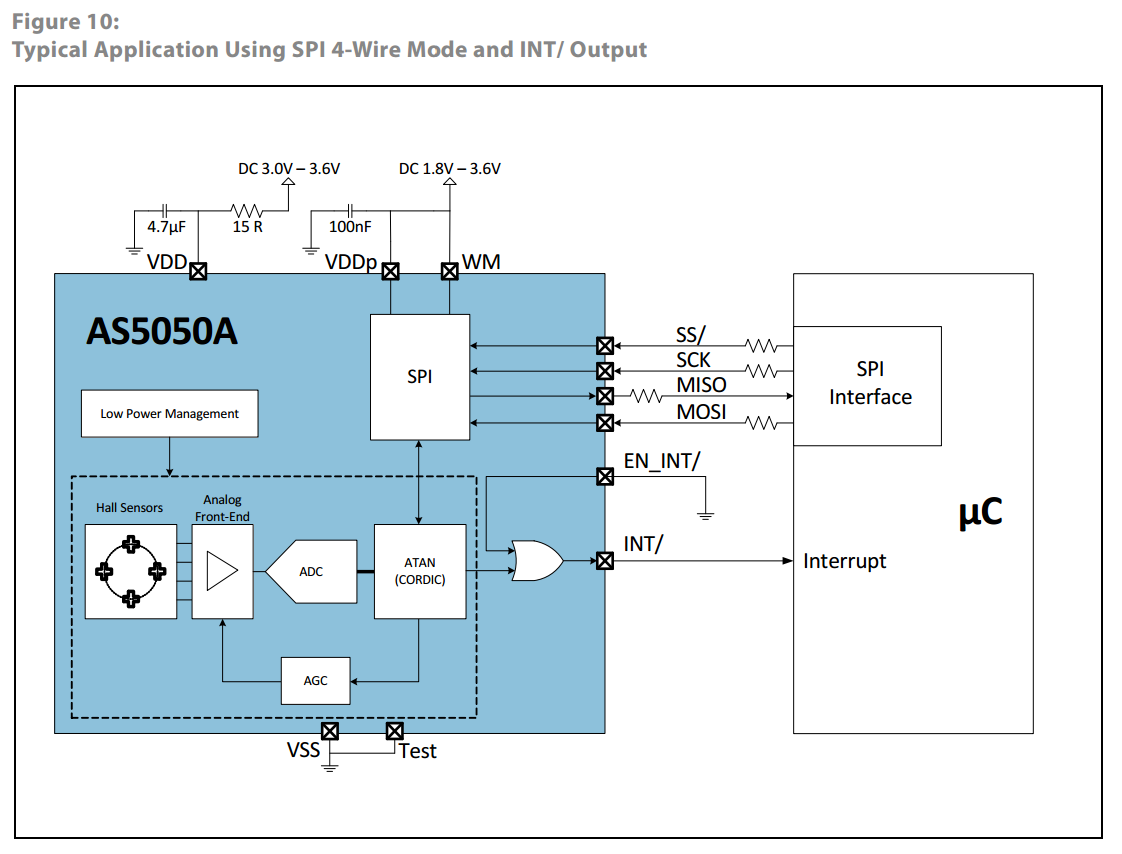 Figure 10:
Typical Application Using SPI 4-Wire Mode and INT/ Output
DC 3.0V – 3.6V
DC 1.8V – 3.6V
4.7µF
15 R
100nF
VDD
VDDp
WM
AS5050A
SPI
SS/
SCK
MISO
MOSI
SPI
Interface
Low Power Management
EN_INT/
Hall Sensors
Analog
Front-End
ADC
ATAN
(CORDIC)
INT/
Interrupt
µC
AGC
VSS
Test